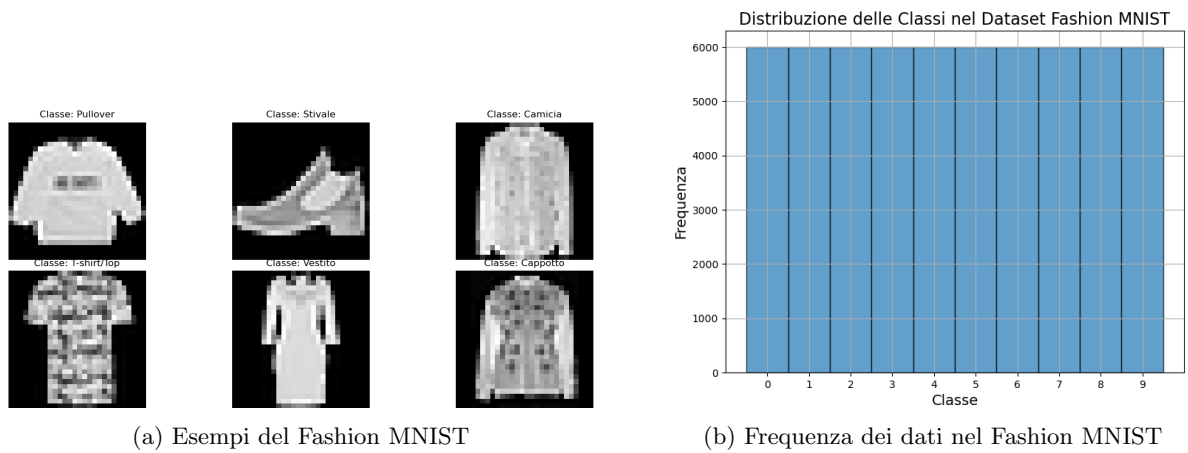 Classe: Pullover
Classe: Stivale
Classe: Camicia
Classe: T-shirt/Top
Classe: Vestito
Classe: Cappotto
(a) Esempi del Fashion MNIST
Distribuzione delle Classi nel Dataset Fashion MNIST
Frequenza
6000
5000
4000
3000
2000
1000
0
0 1 2 3 4 5 6 7 8 9
Classe
(b) Frequenza dei dati nel Fashion MNIST